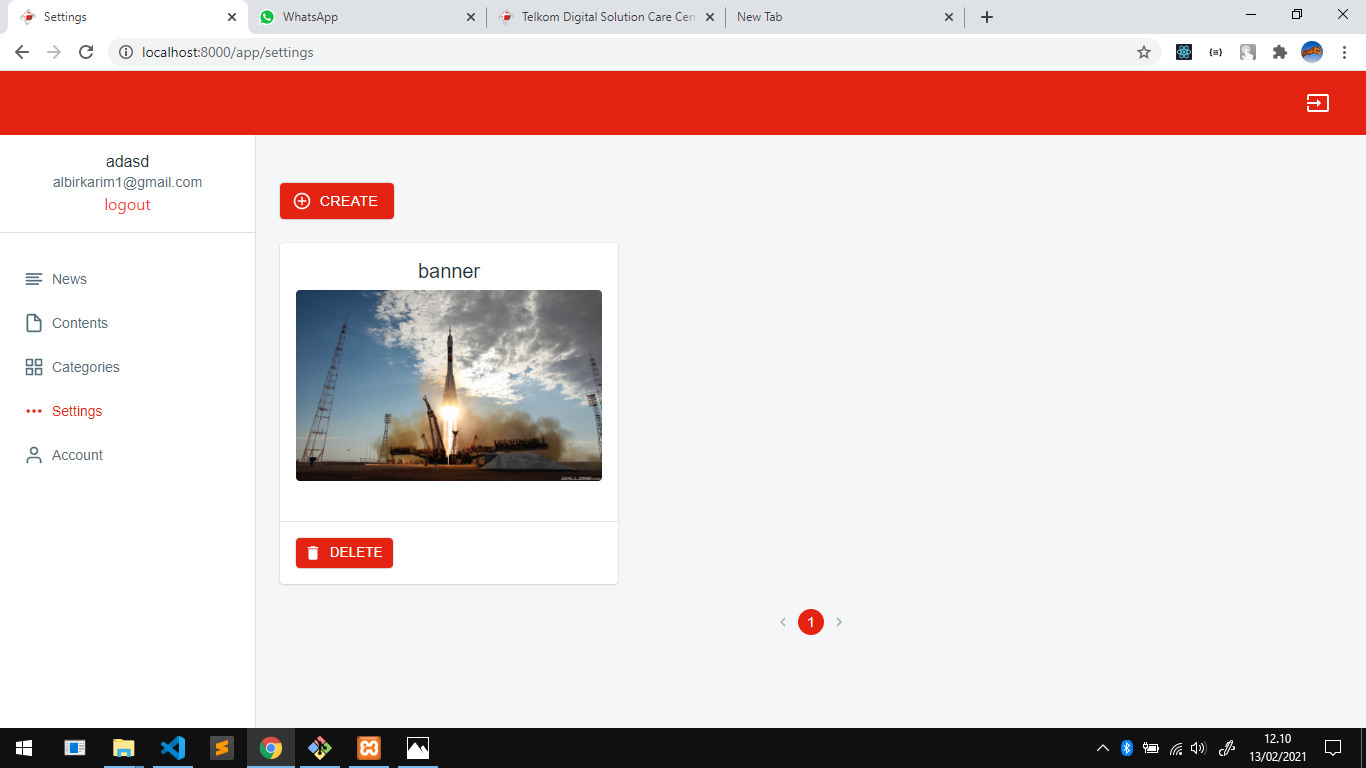 Settings
WhatsApp
Telkom Digital Solution Care Cen
New Tab
localhost:8000/app/settings
adasd
albirkarim1@gmail.com
logout
CREATE
News
Contents
Categories
Settings
Account
banner
DELETE
1
12.10
13/02/2021